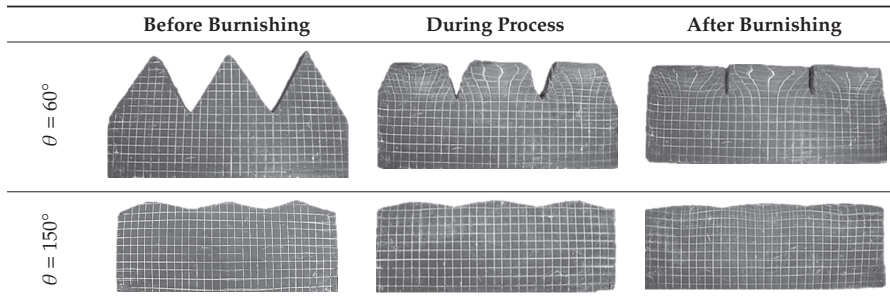 Before Burnishing During Process After Burnishing
θ = 60°
θ = 150°